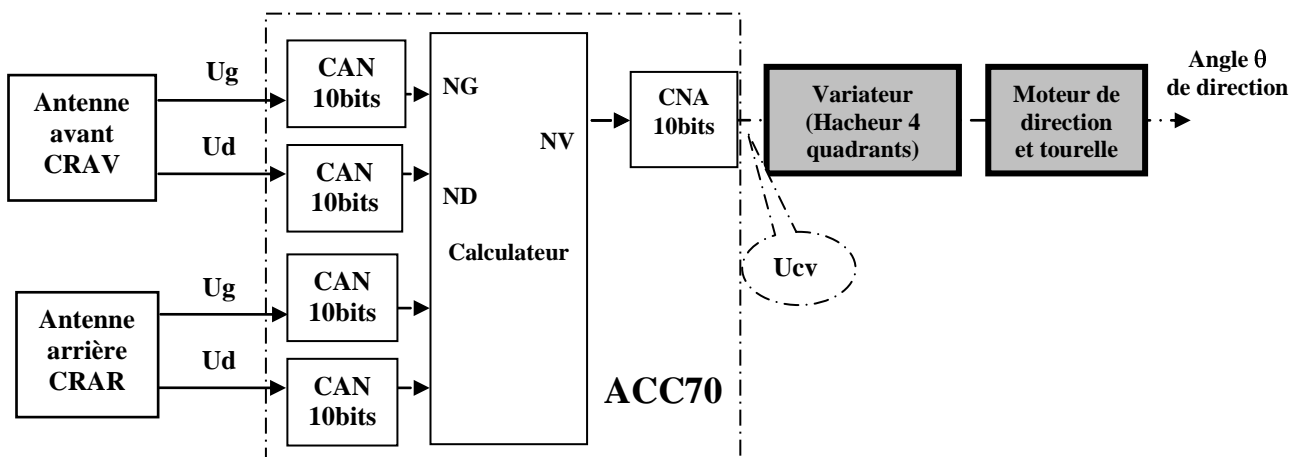 Antenne
avant
CRAV
Ug
Ud
CAN
10bits
CAN
10bits
NG
ND
NV
Calculateur
CNA
10bits
Variateur
(Hacheur 4
quadrants)
Moteur de
direction
et tourelle
Angle θ
de direction
Ucv
Antenne
arrière
CRAR
Ug
Ud
CAN
10bits
CAN
10bits
ACC70